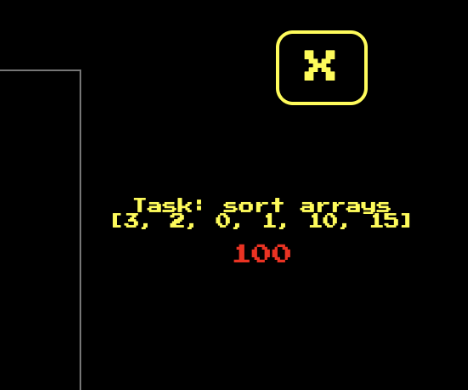 X
Task: sort arrays
[3, 2, 0, 1, 10, 15]
100